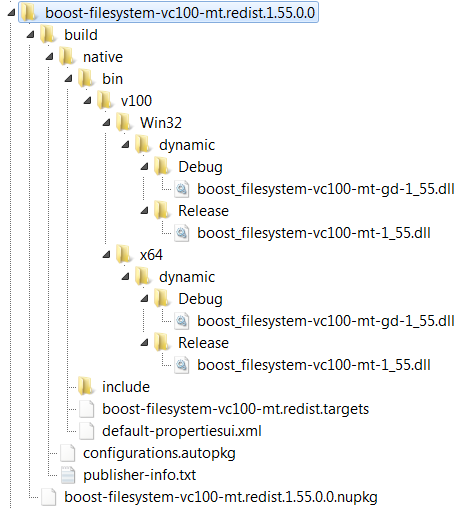 boost-filesystem-vc100-mt.redist.1.55.0.0
build
native
bin
v100
Win32
dynamic
Debug
boost_filesystem-vc100-mt-gd-1_55.dll
Release
boost_filesystem-vc100-mt-1_55.dll
x64
dynamic
Debug
boost_filesystem-vc100-mt-gd-1_55.dll
Release
boost_filesystem-vc100-mt-1_55.dll
include
boost-filesystem-vc100-mt.redist.targets
default-propertiesui.xml
configurations.autopkg
publisher-info.txt
boost-filesystem-vc100-mt.redist.1.55.0.0.nupkg